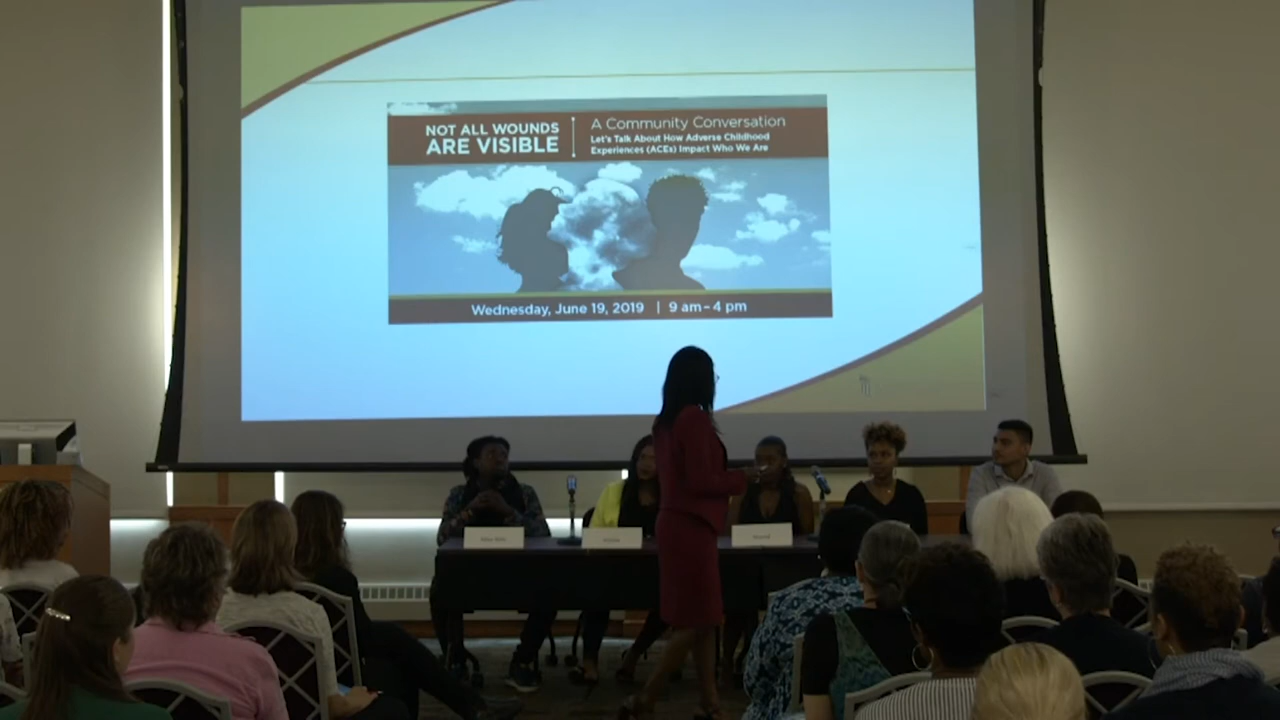 NOT ALL WOUNDS
ARE VISIBLE
A Community Conversation
Let's Talk About How Adverse Childhood
Experiences (ACEs) Impact Who We Are
Wednesday, June 19, 2019 | 9 am - 4 pm